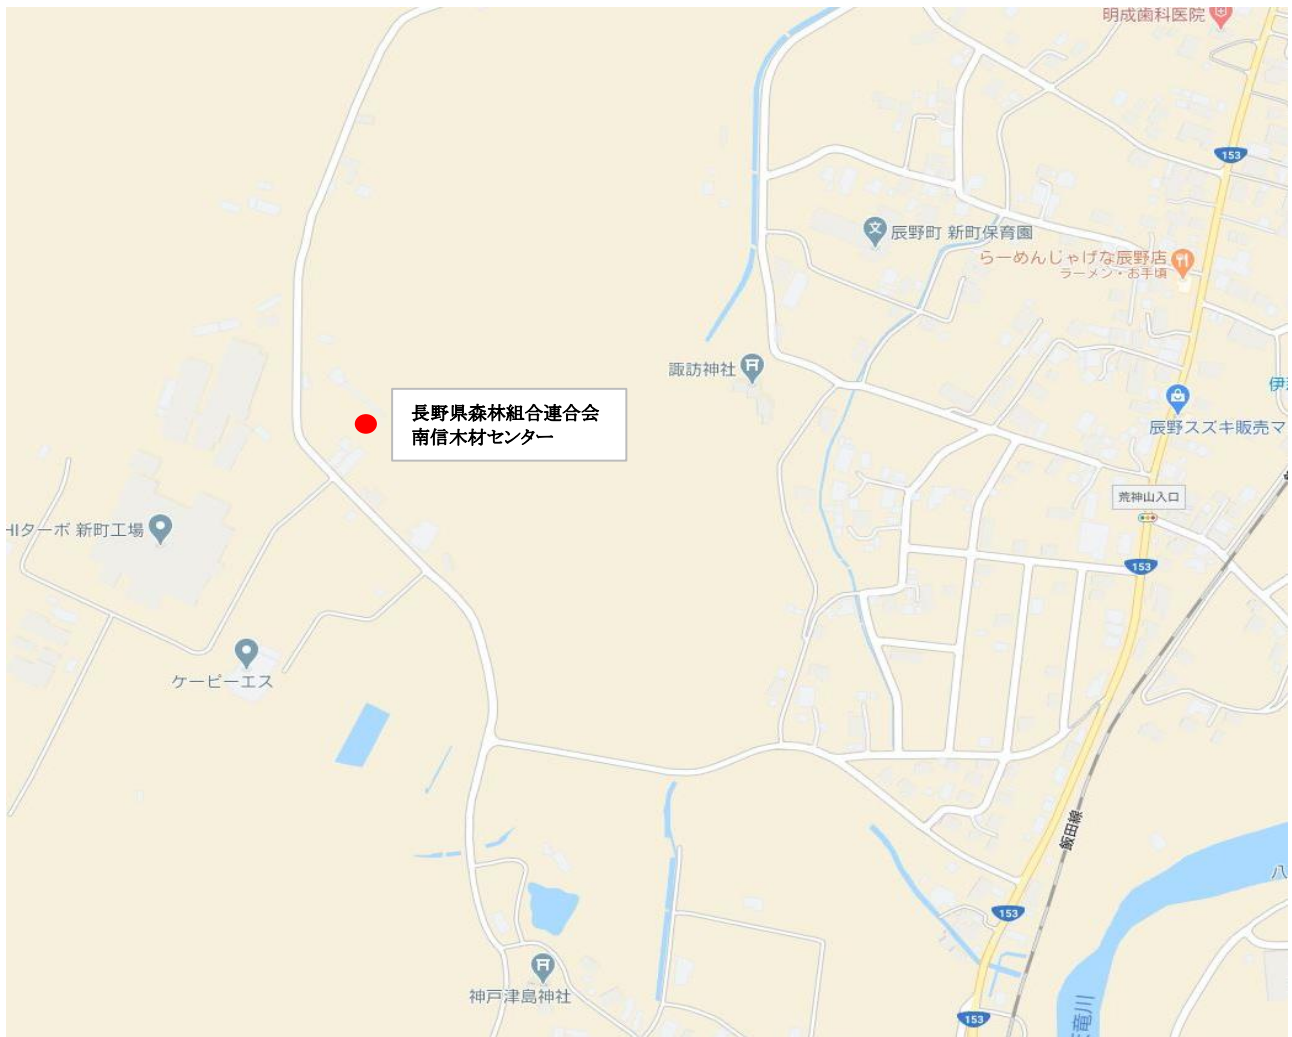 明成歯科医院
153
辰野町 新町保育園
らーめんじゃげな辰野店
ラーメン・お手頃
諏訪神社
長野県森林組合連合会
南信木材センター
辰野スズキ販売マ
荒神山入口
HIターボ 新町工場
153
ケービーエス
飯田線
153
神戸津島神社
153
竜川
八
伊